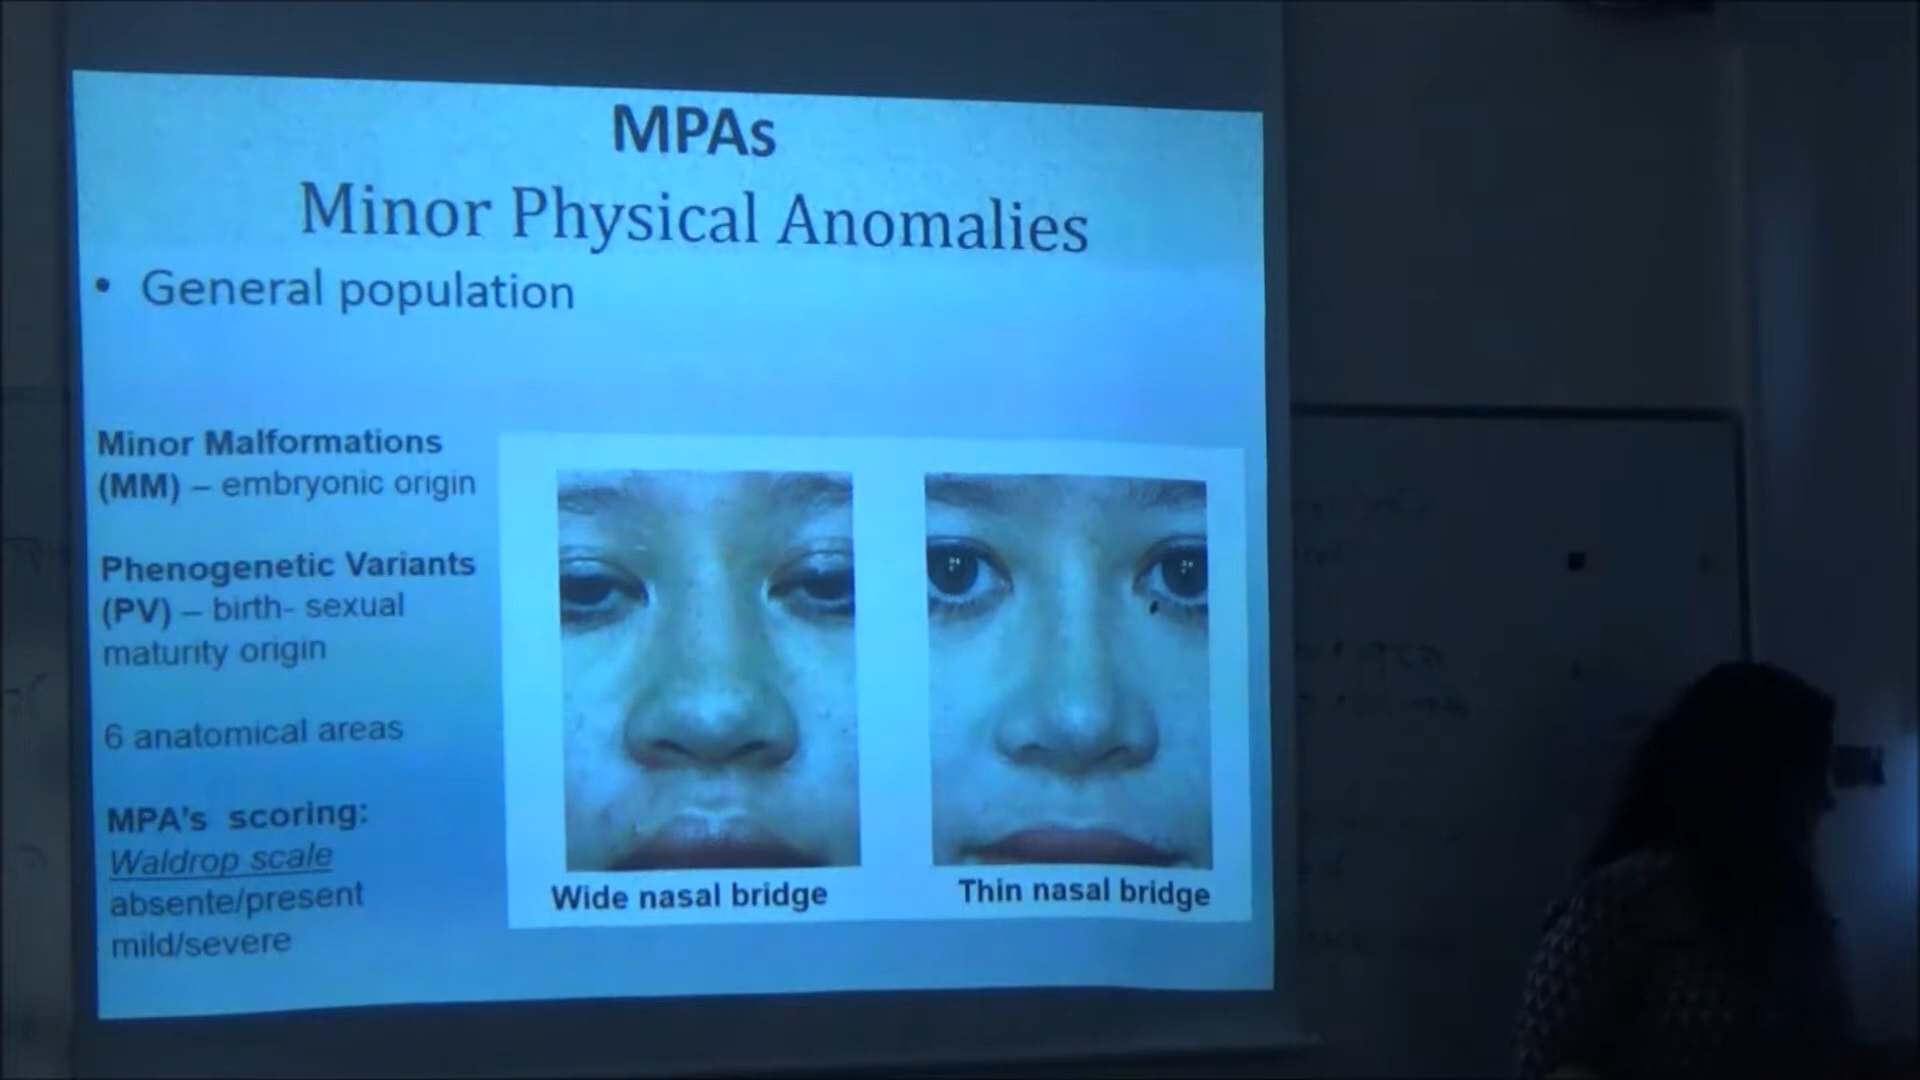 MPAs
Minor Physical Anomalies
• General population
Minor Malformations
(MM) – embryonic origin
Phenogenetic Variants
(PV) – birth- sexual
maturity origin
6 anatomical areas
MPA's scoring:
Waldrop scale
absente/present
mild/severe
Wide nasal bridge
Thin nasal bridge